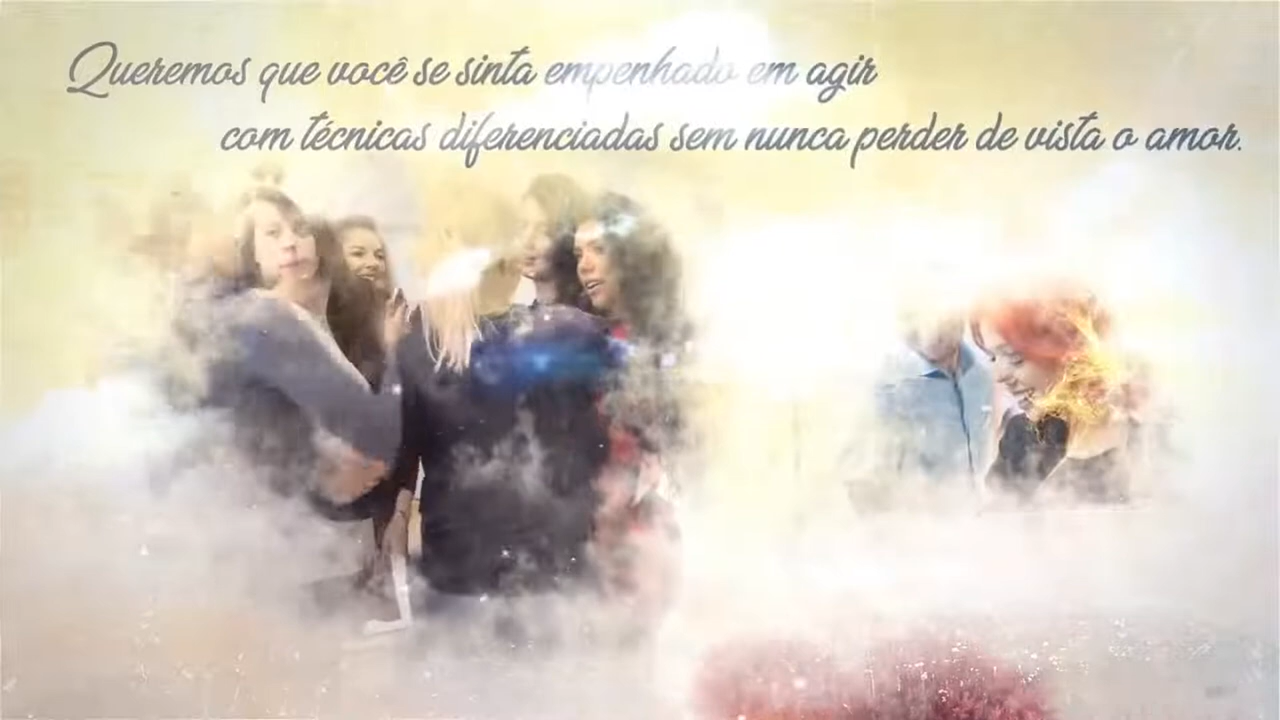 Queremos que você se sinta empenhado em agir
com técnicas diferenciadas sem nunca perder de vista o amor.